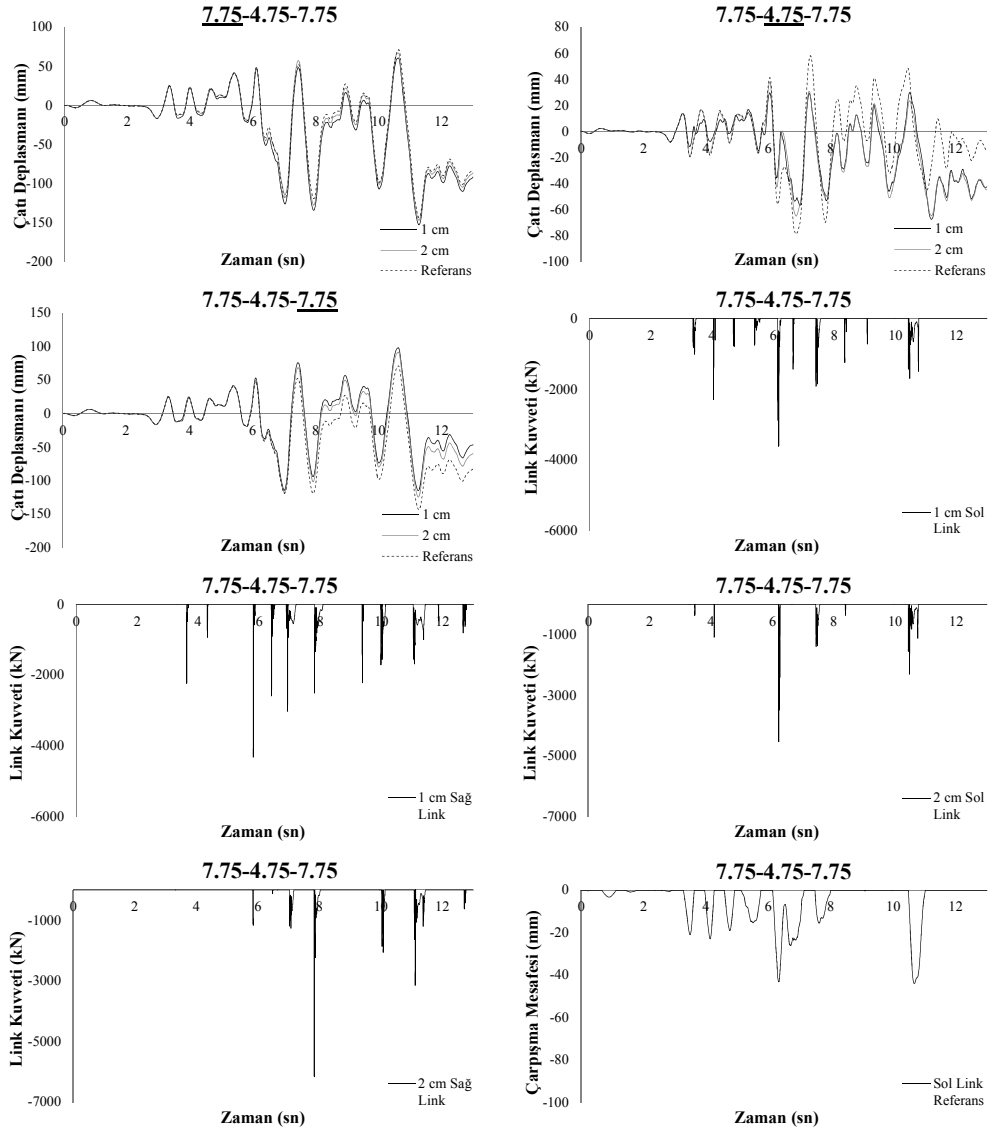 7.75-4.75-7.75
100
50
0
-50
-100
-150
-200
0 2 4 6 8 10 12
Çatı Deplasmanı (mm)
Zaman (sn)
1 cm
2 cm
Referans
7.75-4.75-7.75
80
60
40
20
0
-20
-40
-60
-80
-100
0 2 4 6 8 10 12
Çatı Deplasmanı (mm)
Zaman (sn)
1 cm
2 cm
Referans
7.75-4.75-7.75
150
100
50
0
-50
-100
-150
-200
0 2 4 6 8 10 12
Çatı Deplasmanı (mm)
Zaman (sn)
1 cm
2 cm
Referans
7.75-4.75-7.75
0
-2000
-4000
-6000
0 2 4 6 8 10 12
Link Kuvveti (kN)
Zaman (sn)
1 cm Sol
Link
7.75-4.75-7.75
0
-2000
-4000
-6000
0 2 4 6 8 10 12
Link Kuvveti (kN)
Zaman (sn)
1 cm Sağ
Link
7.75-4.75-7.75
-1000
-3000
-5000
-7000
0 2 4 6 8 10 12
Link Kuvveti (kN)
Zaman (sn)
2 cm Sol
Link
7.75-4.75-7.75
-1000
-3000
-5000
-7000
0 2 4 6 8 10 12
Link Kuvveti (kN)
Zaman (sn)
2 cm Sağ
Link
7.75-4.75-7.75
0
-20
-40
-60
-80
-100
0 2 4 6 8 10 12
Çarpışma Mesafesi (mm)
Zaman (sn)
Sol Link
Referans